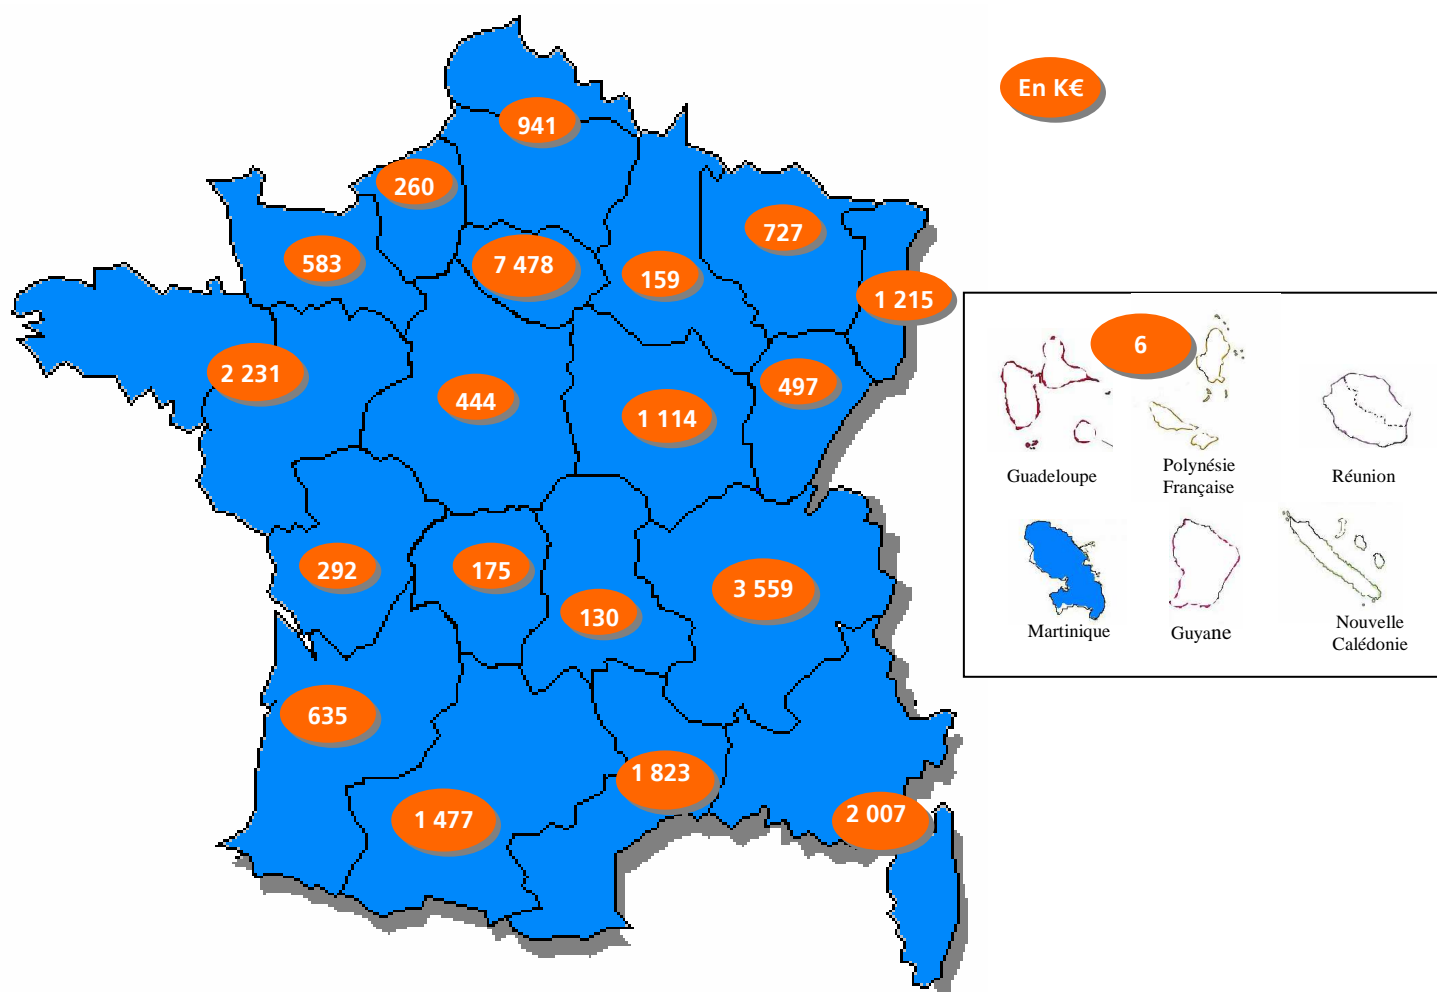 En K€
941
260
727
583
7 478
159
1 215
6
2 231
497
444
1 114
Guadeloupe
Polynésie
Française
Réunion
292
175
3 559
130
Martinique
Guyane
Nouvelle
Calédonie
635
1 823
1 477
2 007